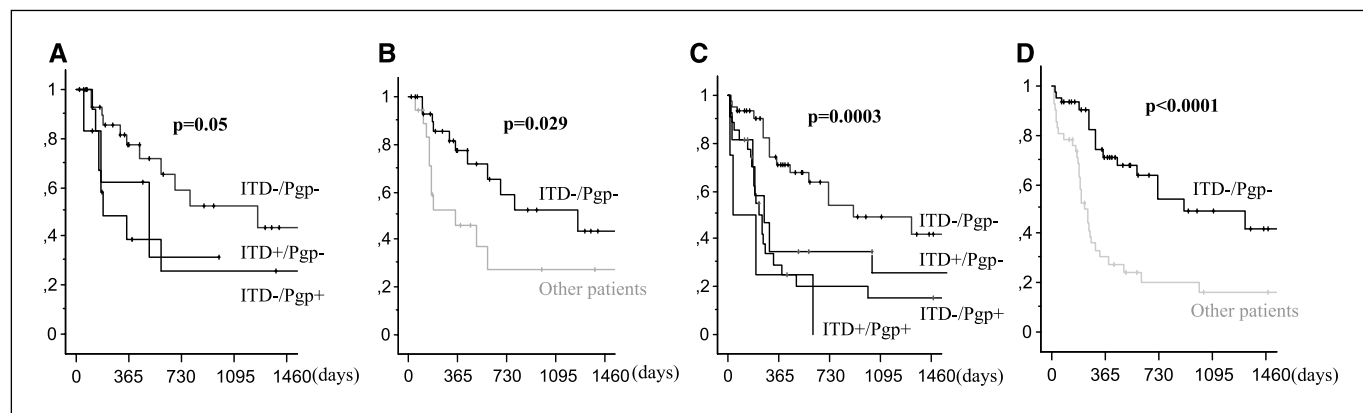 A
1
,8
,6
,4
,2
0
p=0.05
ITD-/Pgp-
ITD+/Pgp-
ITD-/Pgp+
0 365 730 1095 1460 (days)
B
1
,8
,6
,4
,2
0
p=0.029
ITD-/Pgp-
Other patients
0 365 730 1095 1460 (days)
C
1
,8
,6
,4
,2
0
p=0.0003
ITD-/Pgp-
ITD+/Pgp-
ITD-/Pgp+
ITD+/Pgp+
0 365 730 1095 1460 (days)
D
1
,8
,6
,4
,2
0
p<0.0001
ITD-/Pgp-
Other patients
0 365 730 1095 1460 (days)